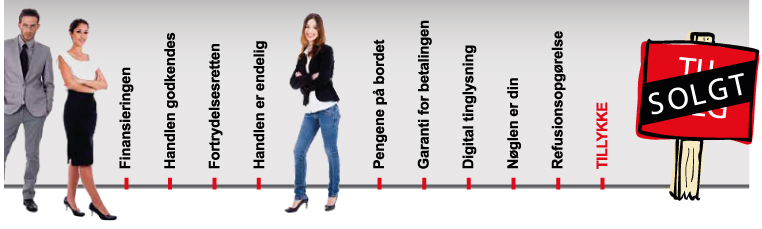 Finansieringen
Handlen godkendes
Fortrydelsesretten
Handlen er endelig
Pengene på bordet
Garanti for betalingen
Digital tinglysning
Nøglen er din
Refusionsopgørelse
TILLYKKE
SOLGT